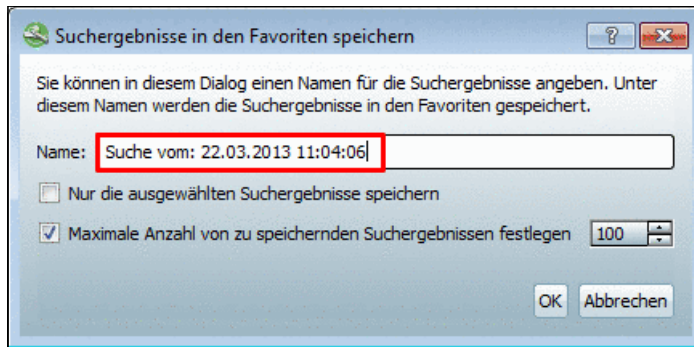 Suchergebnisse in den Favoriten speichern
Sie können in diesem Dialog einen Namen für die Suchergebnisse angeben. Unter
diesem Namen werden die Suchergebnisse in den Favoriten gespeichert.
Name: Suche vom: 22.03.2013 11:04:06
Nur die ausgewählten Suchergebnisse speichern
Maximale Anzahl von zu speichernden Suchergebnissen festlegen 100
OK Abbrechen